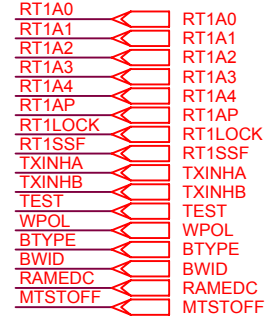 RT1A0 RT1A0
RT1A1 RT1A1
RT1A2 RT1A2
RT1A3 RT1A3
RT1A4 RT1A4
RT1AP RT1AP
RT1LOCK RT1LOCK
RT1SSF RT1SSF
TXINHA TXINHA
TXINHB TXINHB
TEST TEST
WPOL WPOL
BTYPE BTYPE
BWID BWID
RAMEDC RAMEDC
MTSTOFF MTSTOFF